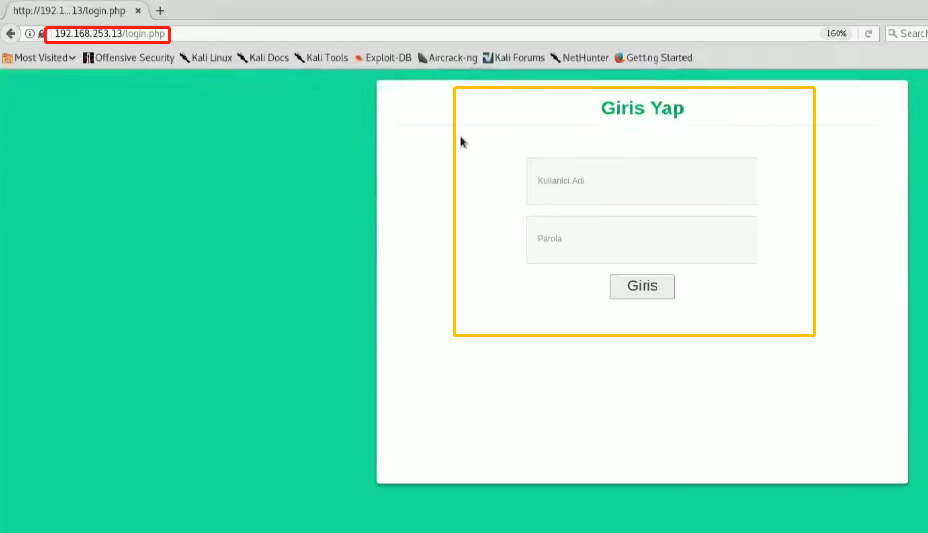 http://192.1...13/login.php × +
192.168.253.13/login.php 160% Search
Most Visited Offensive Security Kali Linux Kali Docs Kali Tools Exploit-DB Aircrack-ng Kali Forums NetHunter Getting Started
Giris Yap
Kullanici Adi
Parola
Giris